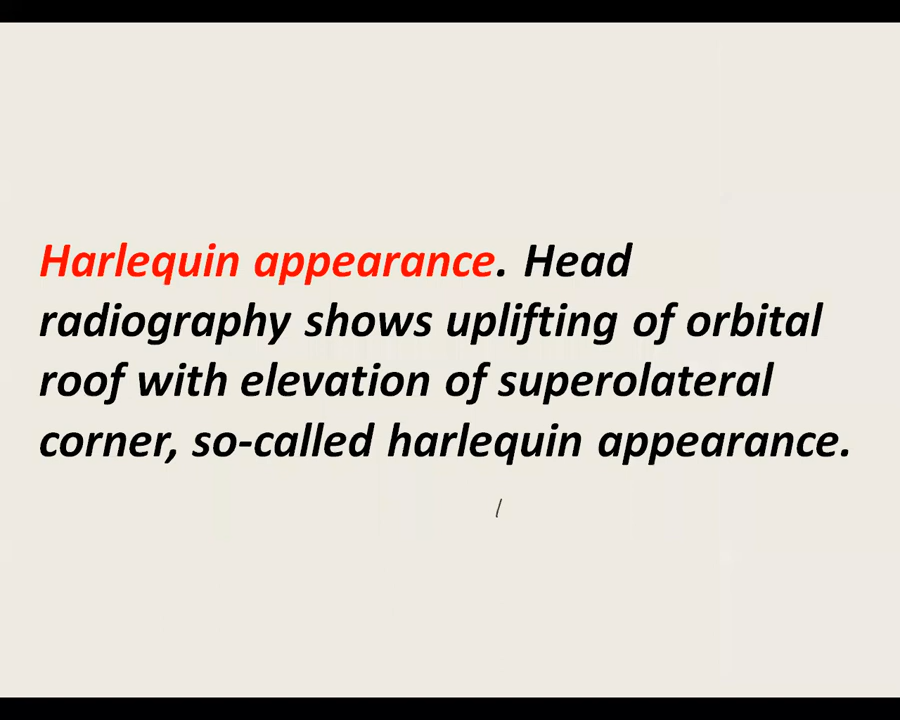 Harlequin appearance. Head
radiography shows uplifting of orbital
roof with elevation of superolateral
corner, so-called harlequin appearance.